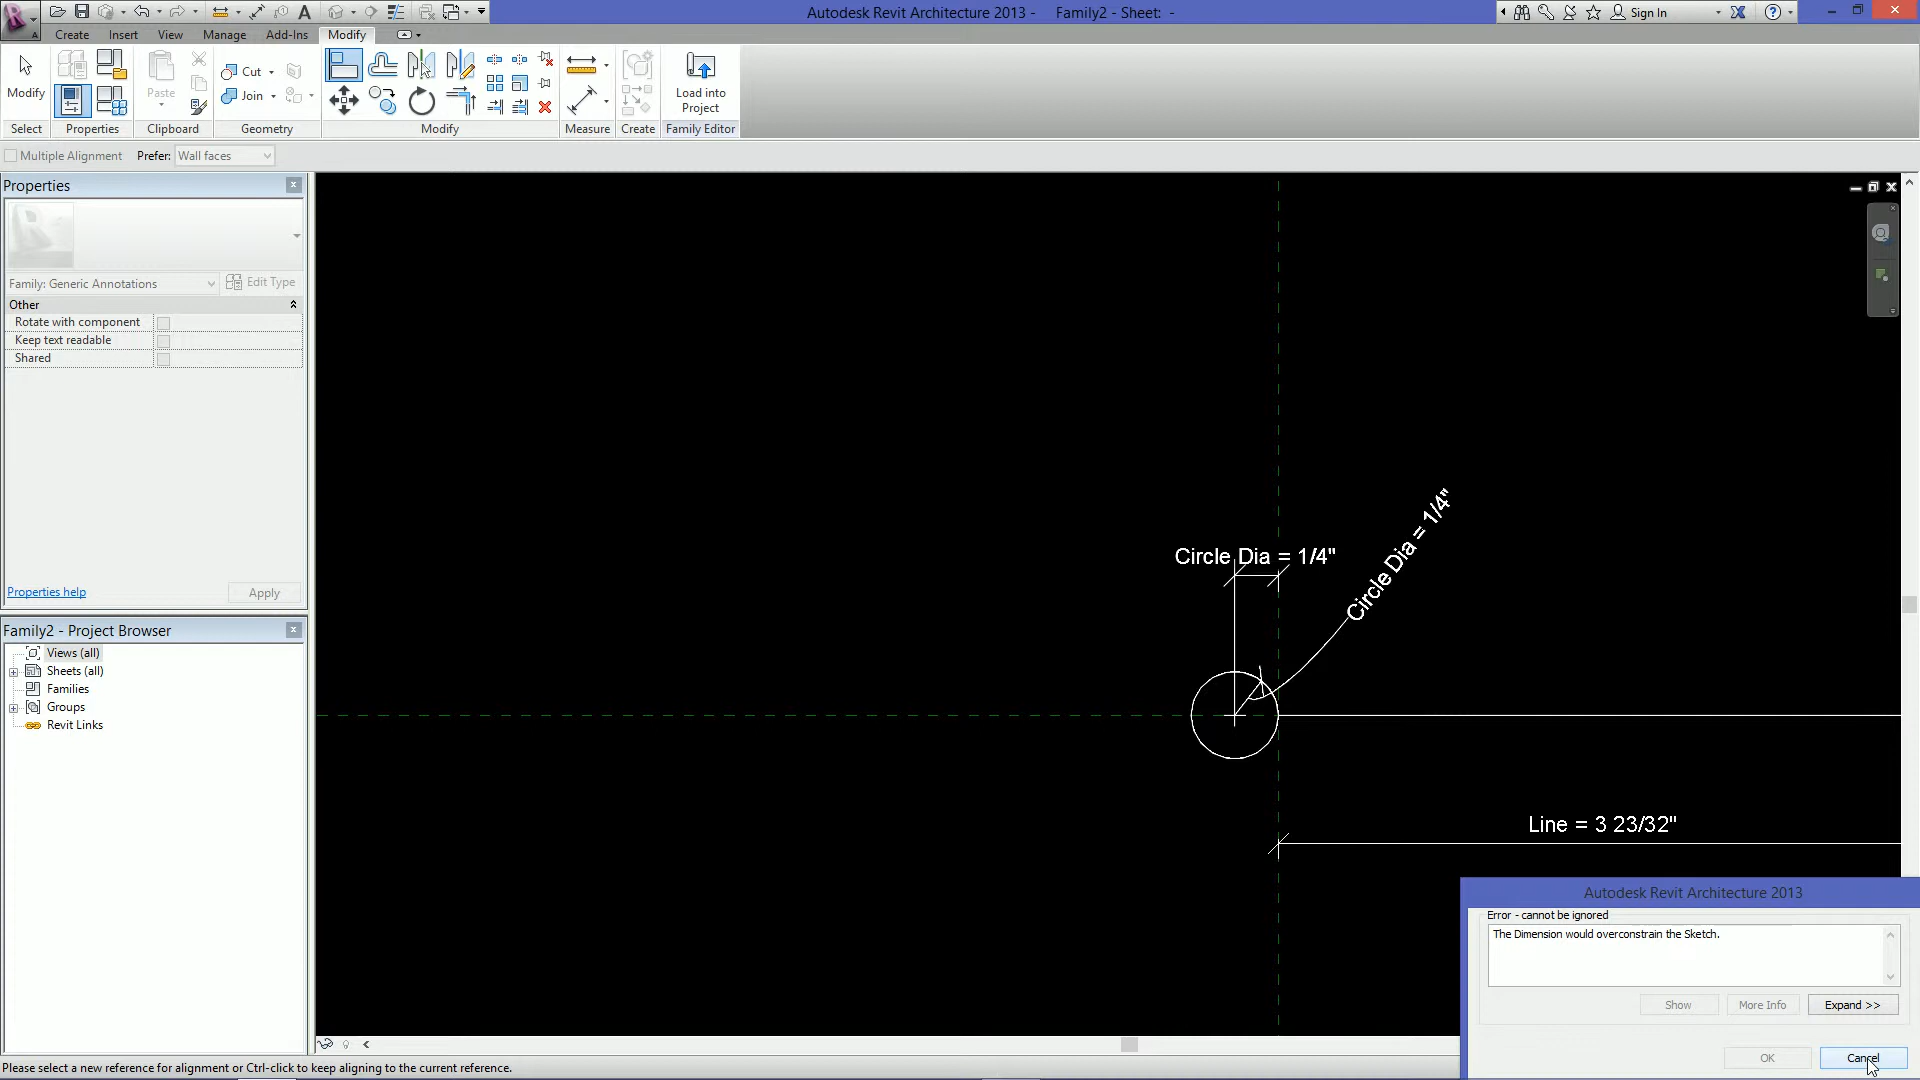 Autodesk Revit Architecture 2013 - Family2 - Sheet: -
Sign In
Create Insert View Manage Add-Ins Modify
Modify
Paste
Cut
Join
Load into
Project
Select Properties Clipboard Geometry Modify Measure Create Family Editor
Multiple Alignment Prefer: Wall faces
Properties
Family: Generic Annotations Edit Type
Other
Rotate with component
Keep text readable
Shared
Properties help Apply
Family2 - Project Browser
Views (all)
Sheets (all)
Families
Groups
Revit Links
Circle Dia = 1/4"
Circle Dia = 1/4"
Line = 3 23/32"
Autodesk Revit Architecture 2013
Error - cannot be ignored
The Dimension would overconstrain the Sketch.
Show More Info Expand >>
OK Cancel
Please select a new reference for alignment or Ctrl-click to keep aligning to the current reference.